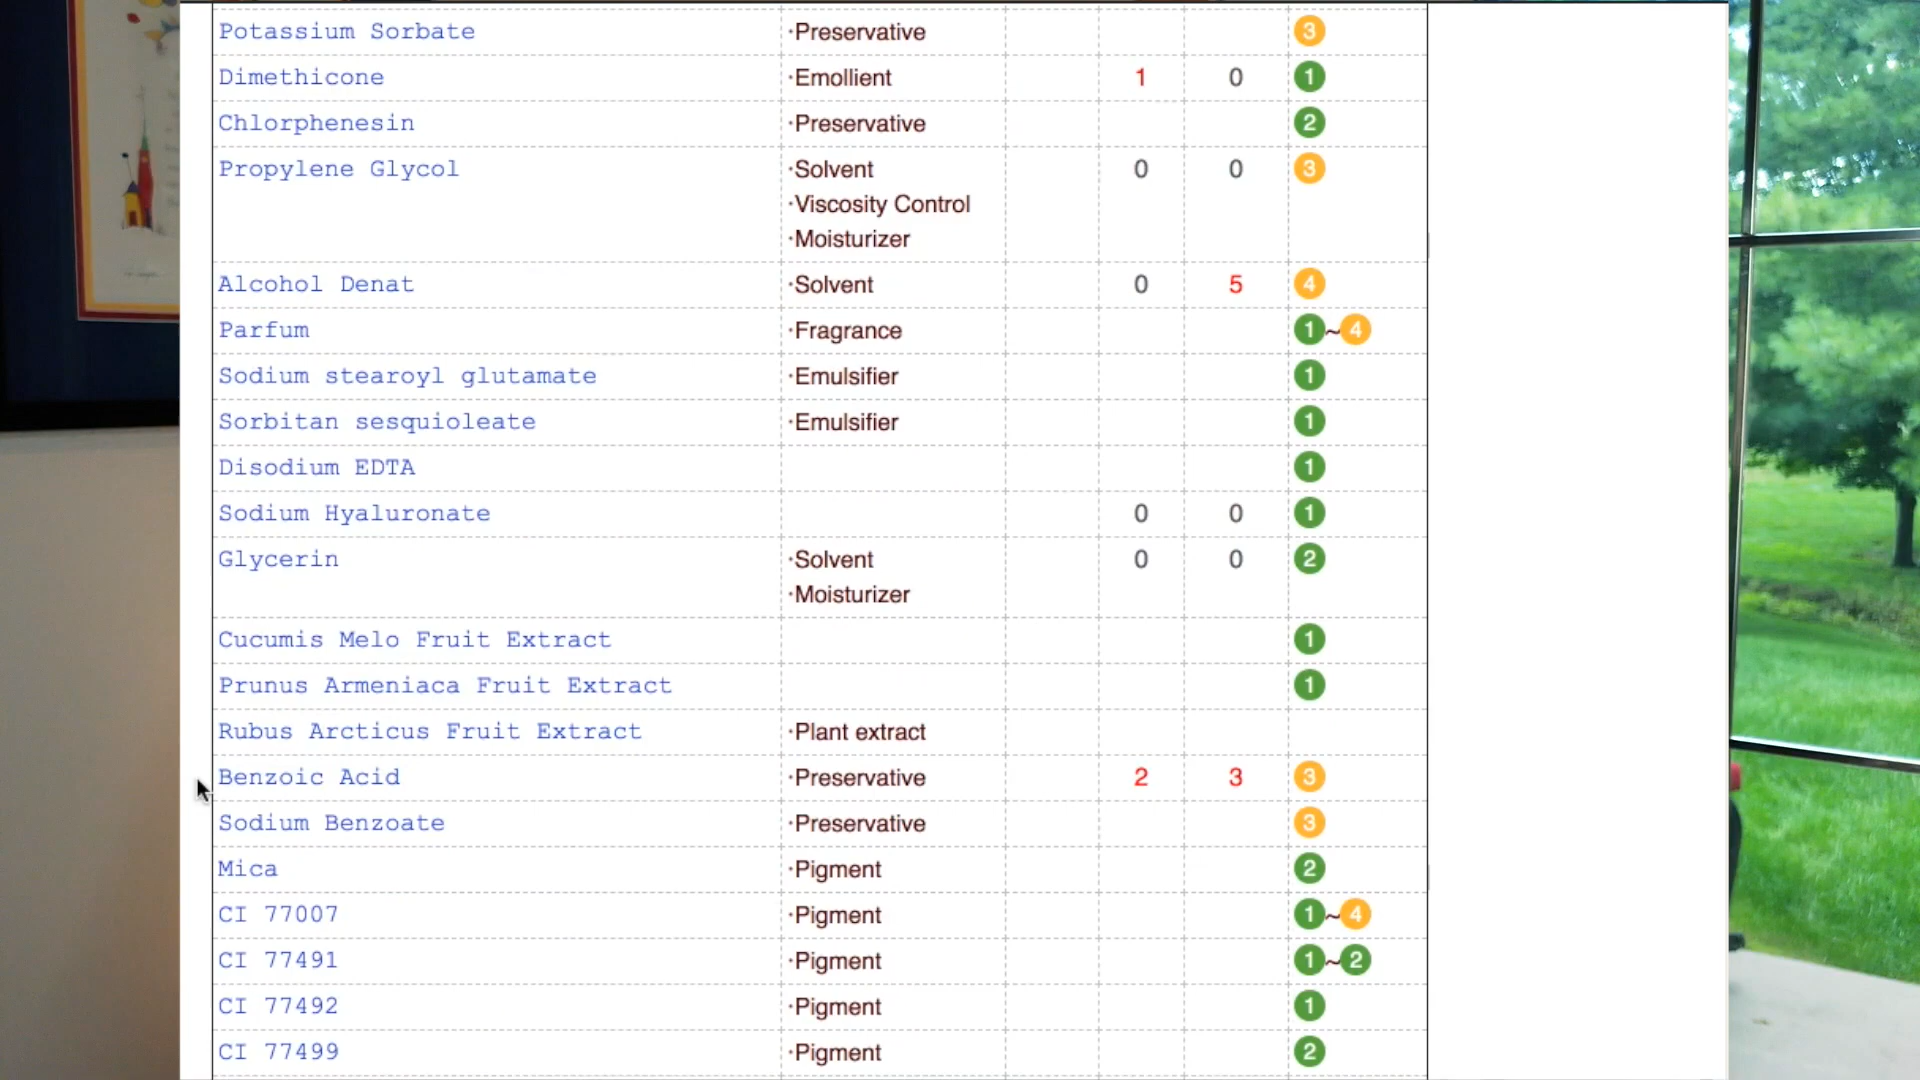 Potassium Sorbate ·Preservative 3
Dimethicone ·Emollient 1 0 1
Chlorphenesin ·Preservative 2
Propylene Glycol ·Solvent 0 0 3
·Viscosity Control
·Moisturizer
Alcohol Denat ·Solvent 0 5 4
Parfum ·Fragrance 1~4
Sodium stearoyl glutamate ·Emulsifier 1
Sorbitan sesquioleate ·Emulsifier 1
Disodium EDTA 1
Sodium Hyaluronate 0 0 1
Glycerin ·Solvent 0 0 2
·Moisturizer
Cucumis Melo Fruit Extract 1
Prunus Armeniaca Fruit Extract 1
Rubus Arcticus Fruit Extract ·Plant extract
Benzoic Acid ·Preservative 2 3 3
Sodium Benzoate ·Preservative 3
Mica ·Pigment 2
CI 77007 ·Pigment 1~4
CI 77491 ·Pigment 1~2
CI 77492 ·Pigment 1
CI 77499 ·Pigment 2